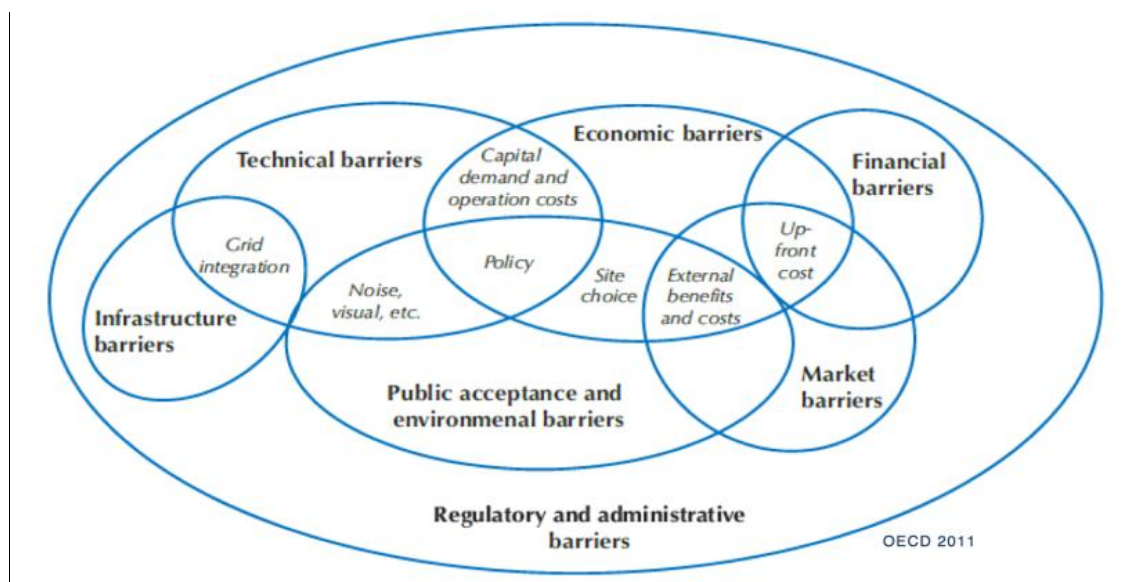 Economic barriers
Technical barriers
Capital
demand and
operation costs
Financial
barriers
Grid
integration
Policy
Up-
front
cost
Noise,
visual, etc.
Site
choice
External
benefits
and costs
Infrastructure
barriers
Public acceptance and
environmenal barriers
Market
barriers
Regulatory and administrative
barriers
OECD 2011